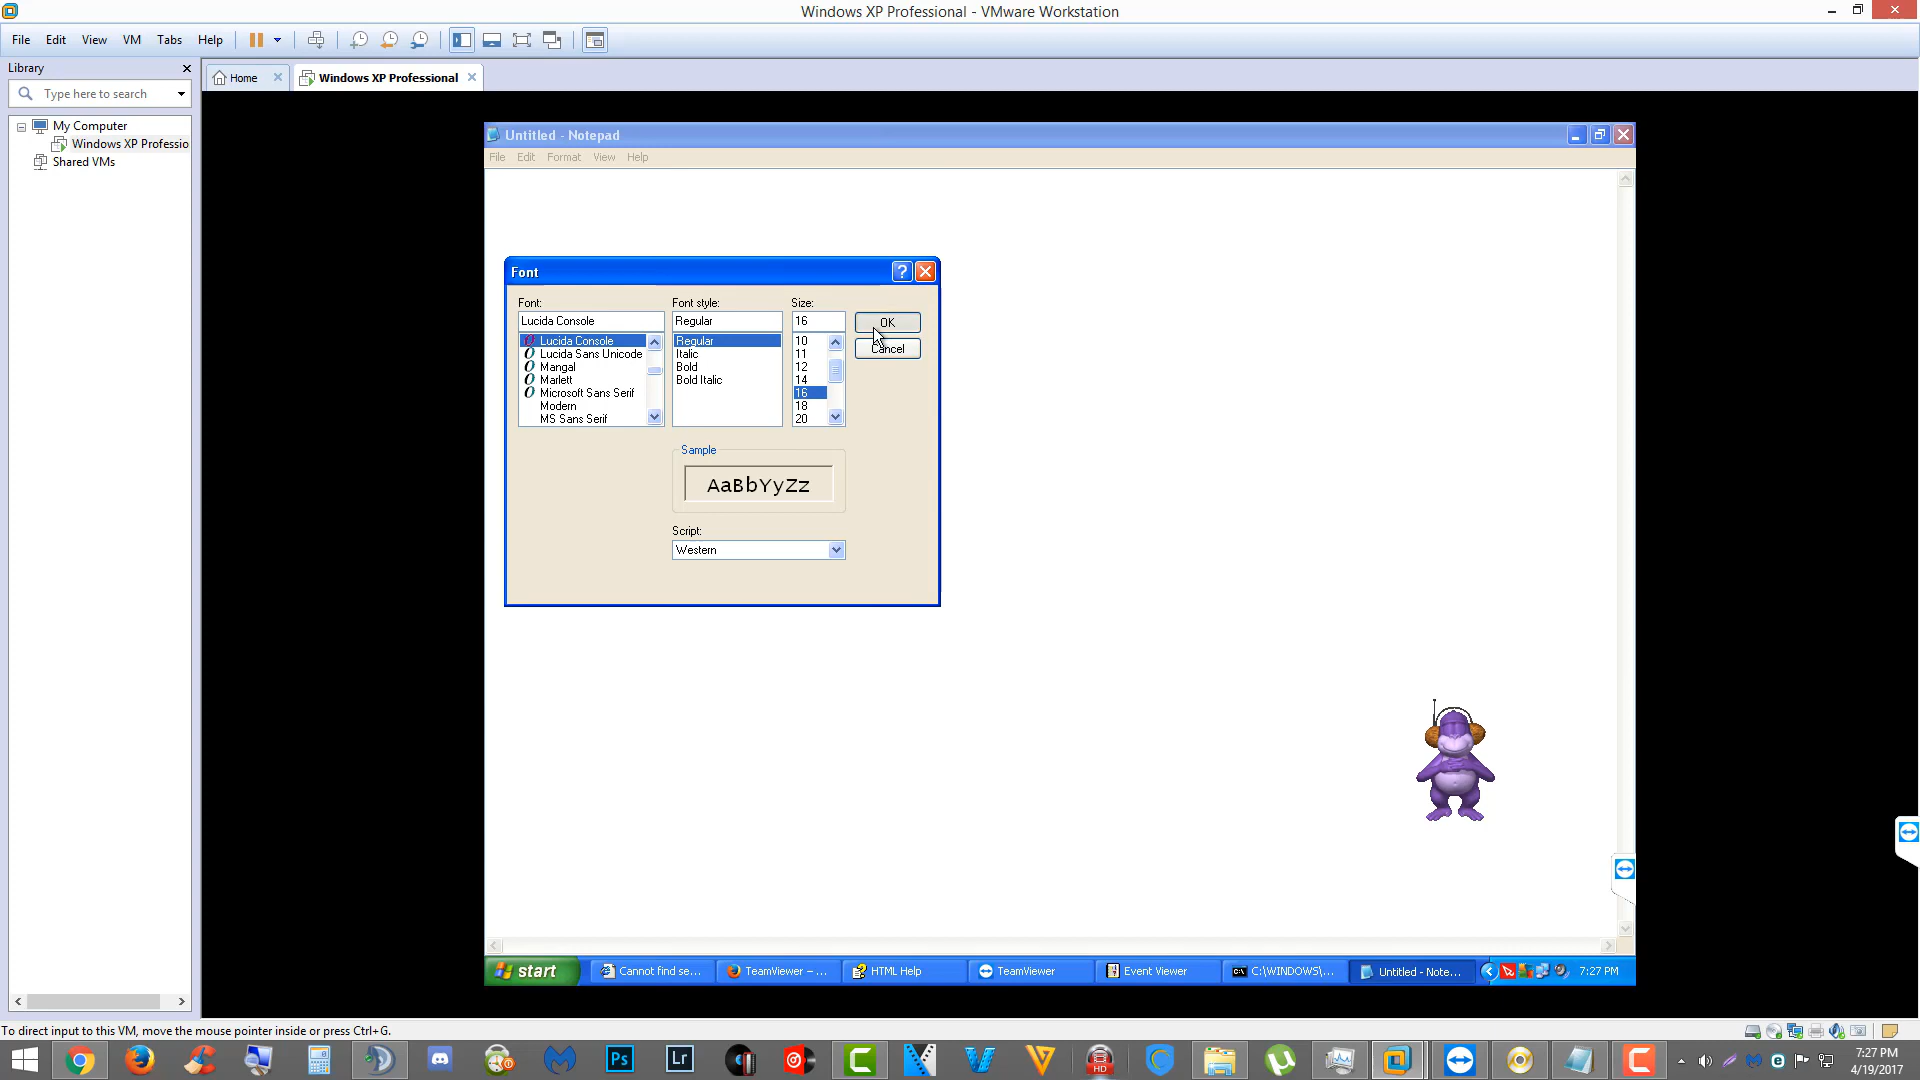 Windows XP Professional - VMware Workstation
File Edit View VM Tabs Help
Library
Home
Windows XP Professional
Type here to search
My Computer
Windows XP Professio
Shared VMs
Untitled - Notepad
File Edit Format View Help
Font
Font:
Font style:
Size:
Lucida Console
Regular
16
OK
Cancel
Lucida Console
Lucida Sans Unicode
Mangal
Marlett
Microsoft Sans Serif
Modern
MS Sans Serif
Regular
Italic
Bold
Bold Italic
10
11
12
14
16
18
20
Sample
AaBbYyZz
Script:
Western
start
Cannot find se...
TeamViewer – ...
HTML Help
TeamViewer
Event Viewer
C:\WINDOWS\...
Untitled - Note...
7:27 PM
To direct input to this VM, move the mouse pointer inside or press Ctrl+G.
Ps
Lr
HD
7:27 PM
4/19/2017